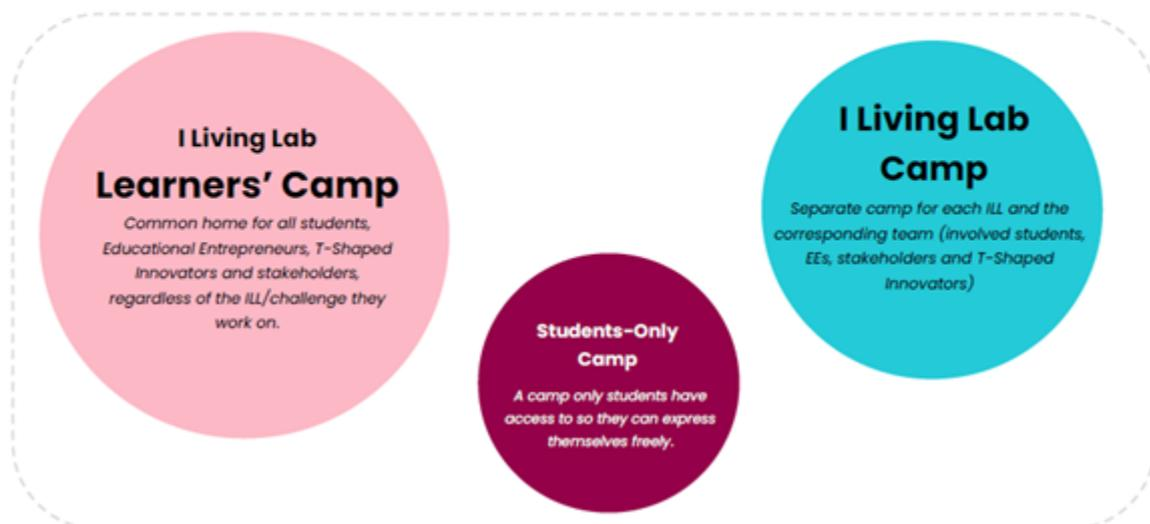 I Living Lab
Learners’ Camp
Common home for all students,
Educational Entrepreneurs, T-Shaped
Innovators and stakeholders,
regardless of the ILL/challenge they
work on.
Students-Only
Camp
A camp only students have
access to so they can express
themselves freely.
I Living Lab
Camp
Separate camp for each ILL and the
corresponding team (involved students,
EEs, stakeholders and T-Shaped
Innovators)